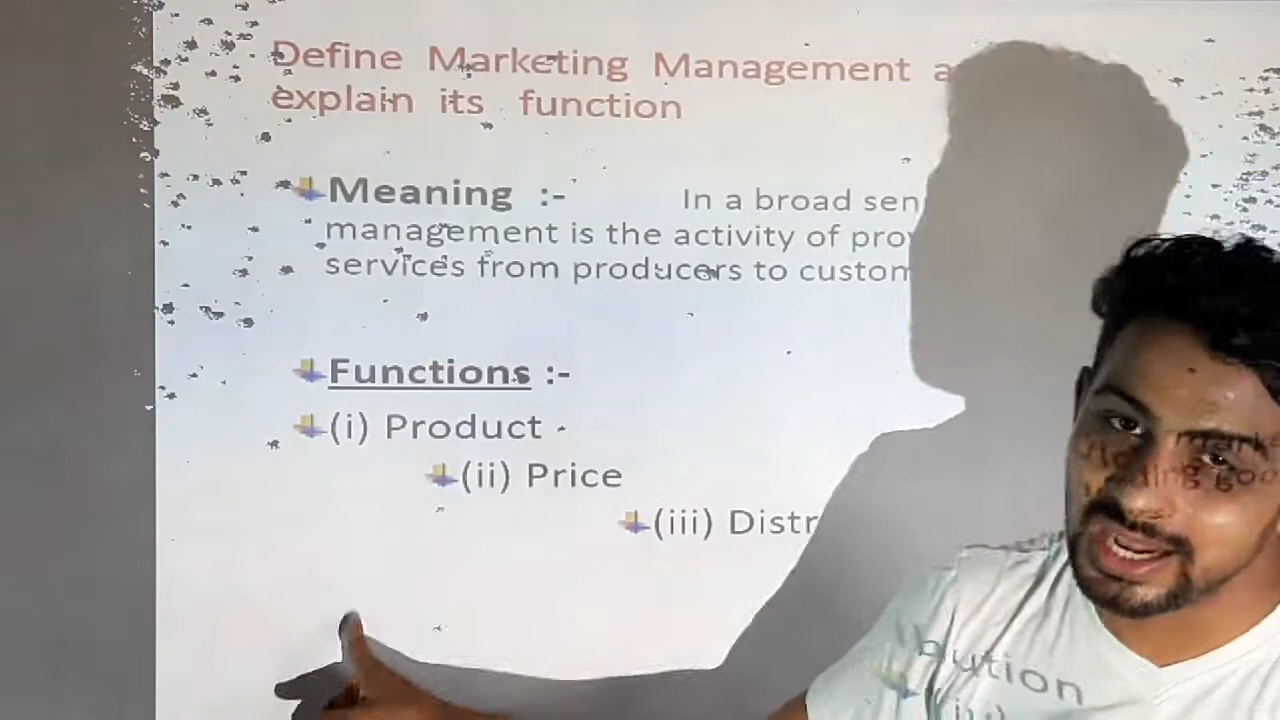 Define Marketing Management a
explain its function
Meaning :- In a broad sen
management is the activity of pro
services from producers to custom
Functions :-
(i) Product
(ii) Price
(iii) Distr
bution